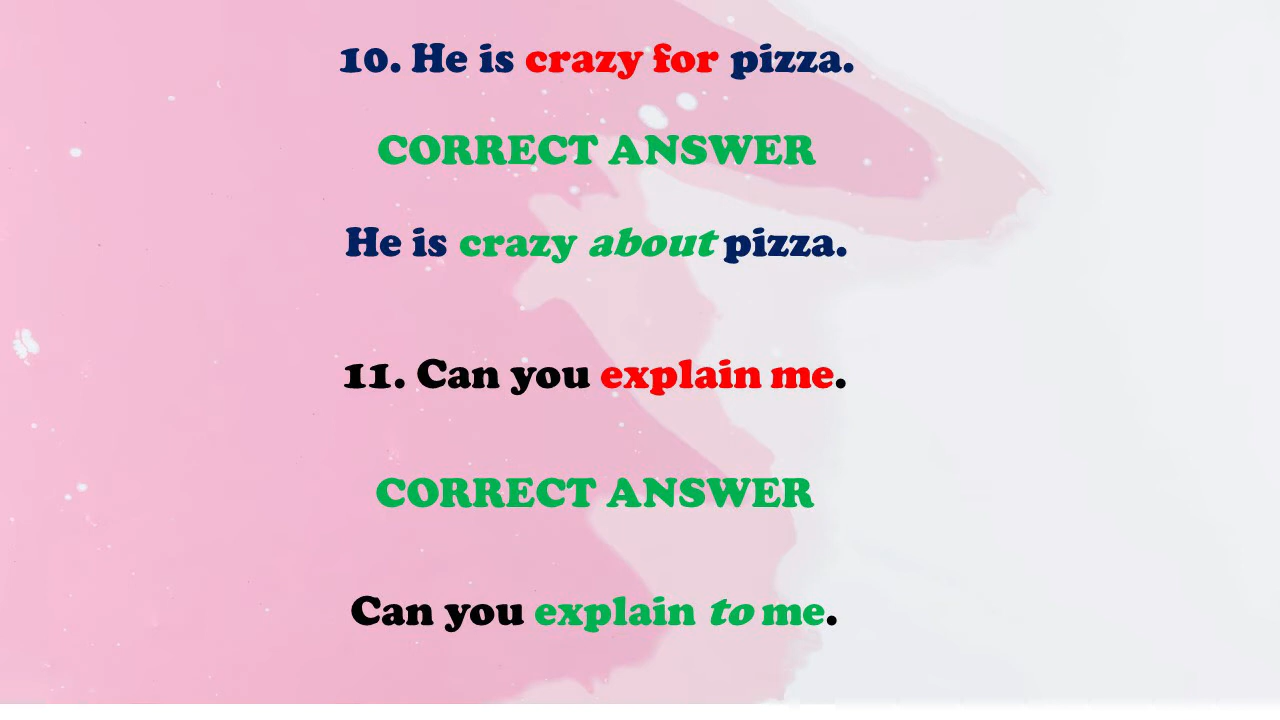 10. He is crazy for pizza.
CORRECT ANSWER
He is crazy about pizza.
11. Can you explain me.
CORRECT ANSWER
Can you explain to me.